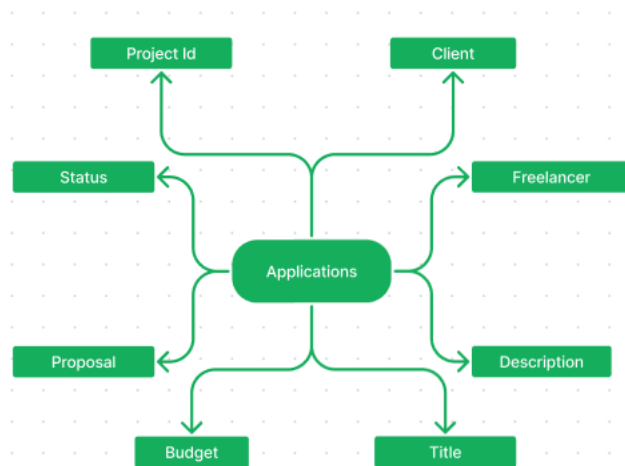 Project Id
Client
Status
Freelancer
Applications
Proposal
Description
Budget
Title